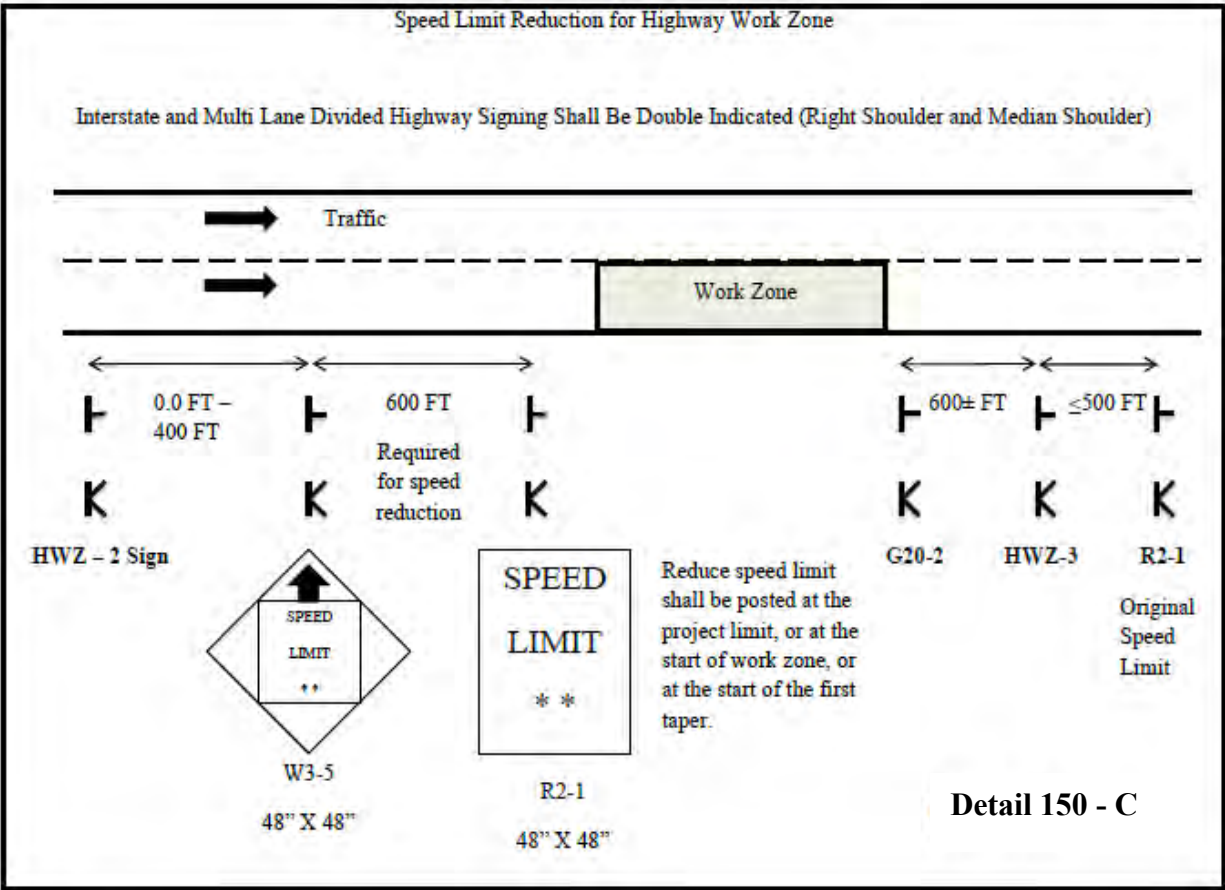 Speed Limit Reduction for Highway Work Zone
Interstate and Multi Lane Divided Highway Signing Shall Be Double Indicated (Right Shoulder and Median Shoulder)
Traffic
Work Zone
0.0 FT –
400 FT
600 FT
Required
for speed
reduction
600± FT
≤500 FT
HWZ – 2 Sign
SPEED
LIMIT
**
W3-5
48” X 48”
SPEED
LIMIT
* *
R2-1
48” X 48”
Reduce speed limit
shall be posted at the
project limit, or at the
start of work zone, or
at the start of the first
taper.
G20-2
HWZ-3
R2-1
Original
Speed
Limit
Detail 150 - C